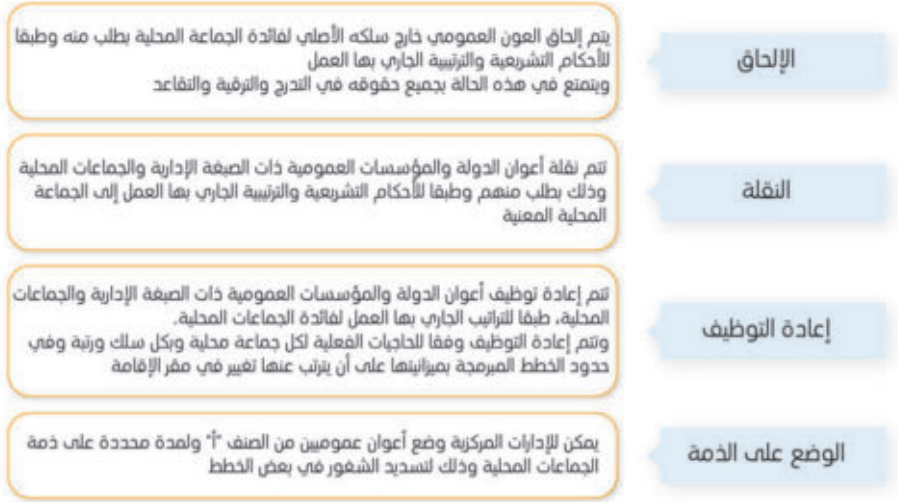 الإلحاق
يتم إلحاق العون العمومي خارج سلكه الأصلي لفائدة الجماعة المحلية بطلب منه وطبقا
للأحكام التشريعية والترتيبية الجاري بها العمل
ويتمتع في هذه الحالة بجميع حقوقه في التدرج والترقية والتقاعد
النقلة
تتم نقلة أعوان الدولة والمؤسسات العمومية ذات الصبغة الإدارية والجماعات المحلية
وذلك بطلب منهم وطبقا للأحكام التشريعية والترتيبية الجاري بها العمل إلى الجماعة
المحلية المعنية
إعادة التوظيف
تتم إعادة توظيف أعوان الدولة والمؤسسات العمومية ذات الصبغة الإدارية والجماعات
المحلية، طبقا للتراتيب الجاري بها العمل لفائدة الجماعات المحلية.
وتتم إعادة التوظيف وفقا للحاجيات الفعلية لكل جماعة محلية وبكل سلك ورتبة وفي
حدود الخطط المبرمجة بميزانيتها على أن يترتب عنها تغيير في مقر الإقامة
الوضع على الذمة
يمكن للإدارات المركزية وضع أعوان عموميين من الصنف "أ" ولمدة محددة على ذمة
الجماعات المحلية وذلك لتسديد الشغور في بعض الخطط